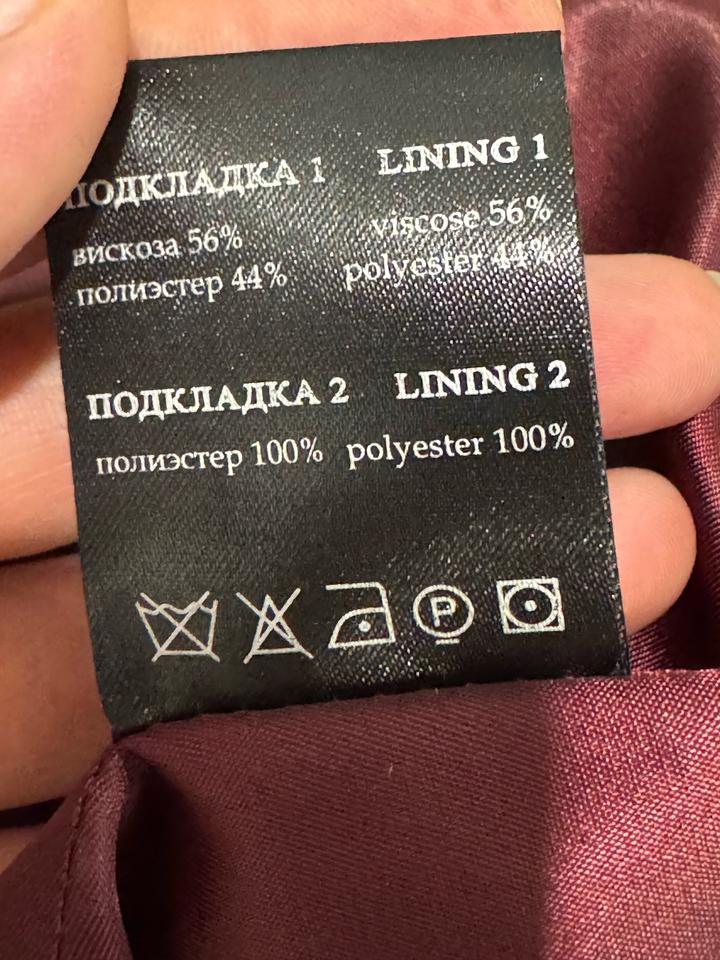 ПОДКЛАДКА 1 LINING 1
вискоза 56% viscose 56%
полиэстер 44% polyester 44%
ПОДКЛАДКА 2 LINING 2
полиэстер 100% polyester 100%
P